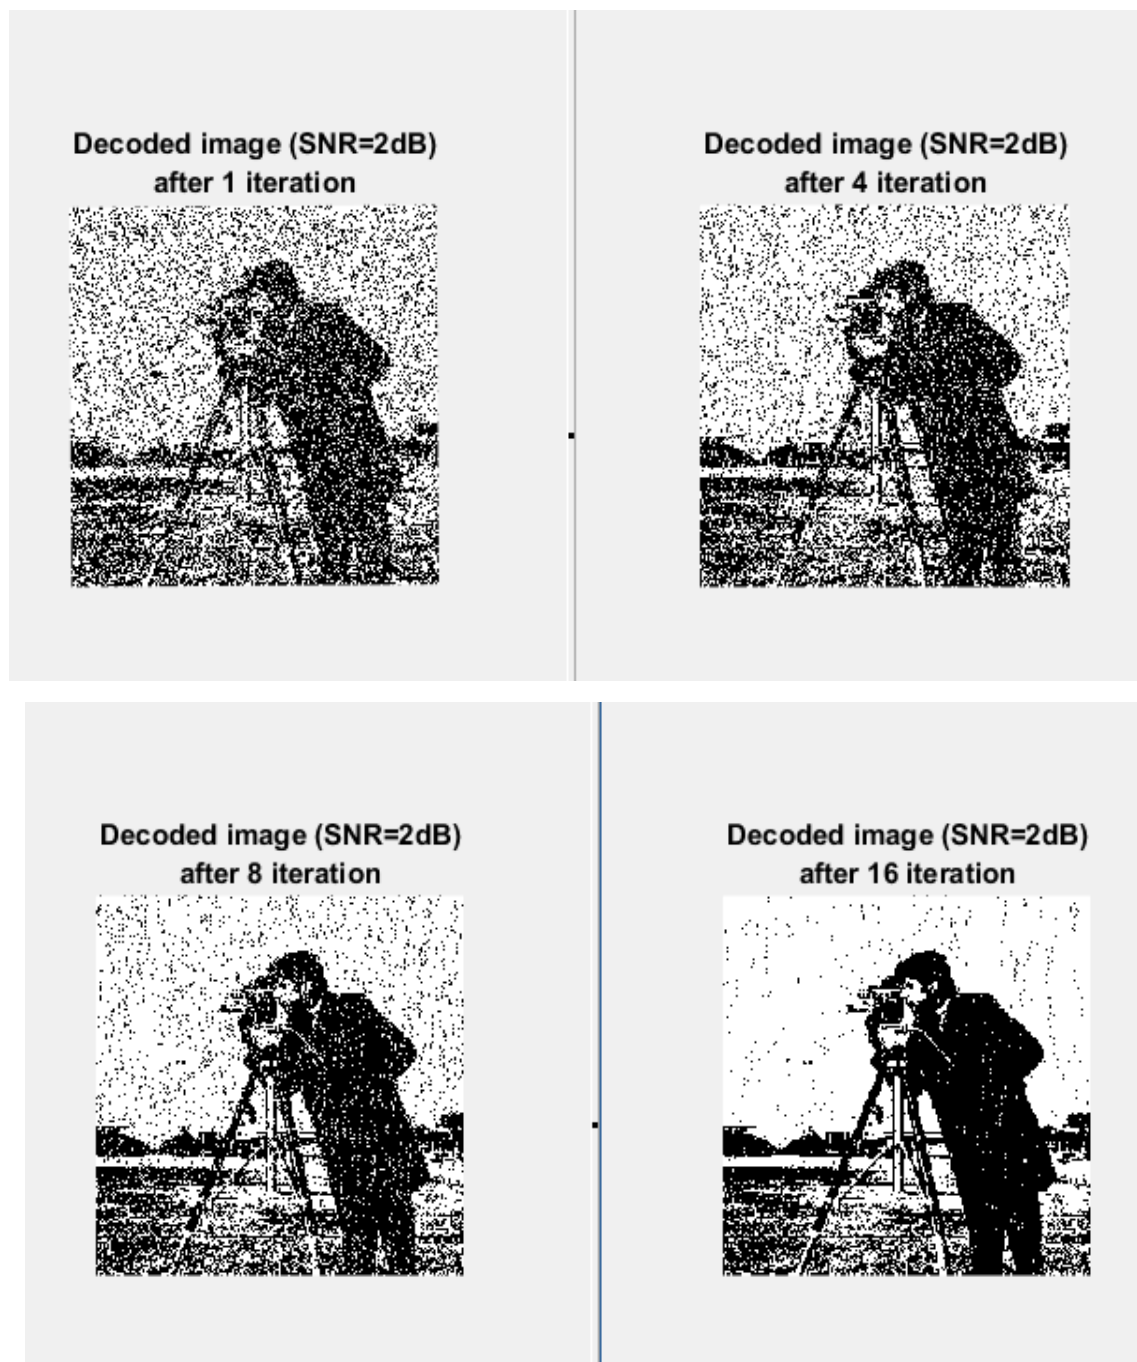 Decoded image (SNR=2dB)
after 1 iteration
Decoded image (SNR=2dB)
after 4 iteration
Decoded image (SNR=2dB)
after 8 iteration
Decoded image (SNR=2dB)
after 16 iteration